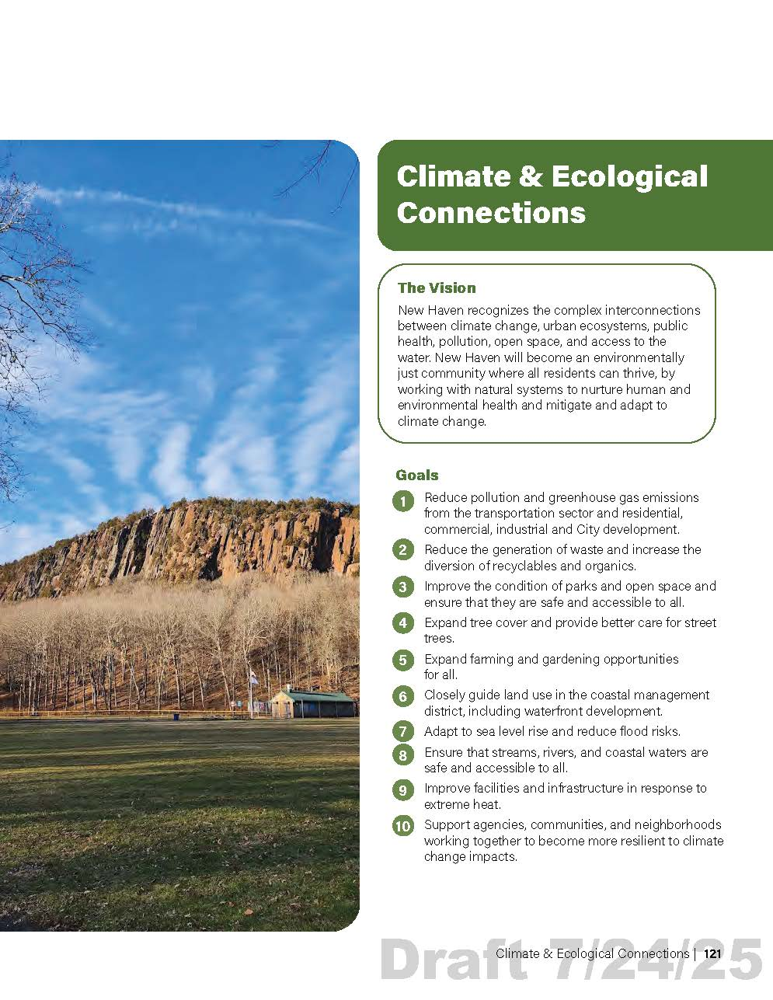 Climate & Ecological
Connections
The Vision
New Haven recognizes the complex interconnections
between climate change, urban ecosystems, public
health, pollution, open space, and access to the
water. New Haven will become an environmentally
just community where all residents can thrive, by
working with natural systems to nurture human and
environmental health and mitigate and adapt to
climate change.
Goals
1 Reduce pollution and greenhouse gas emissions
from the transportation sector and residential,
commercial, industrial and City development.
2 Reduce the generation of waste and increase the
diversion of recyclables and organics.
3 Improve the condition of parks and open space and
ensure that they are safe and accessible to all.
4 Expand tree cover and provide better care for street
trees.
5 Expand farming and gardening opportunities
for all.
6 Closely guide land use in the coastal management
district, including waterfront development.
7 Adapt to sea level rise and reduce flood risks.
8 Ensure that streams, rivers, and coastal waters are
safe and accessible to all.
9 Improve facilities and infrastructure in response to
extreme heat.
10 Support agencies, communities, and neighborhoods
working together to become more resilient to climate
change impacts.
Climate & Ecological Connections | 121
Draft 7/24/25